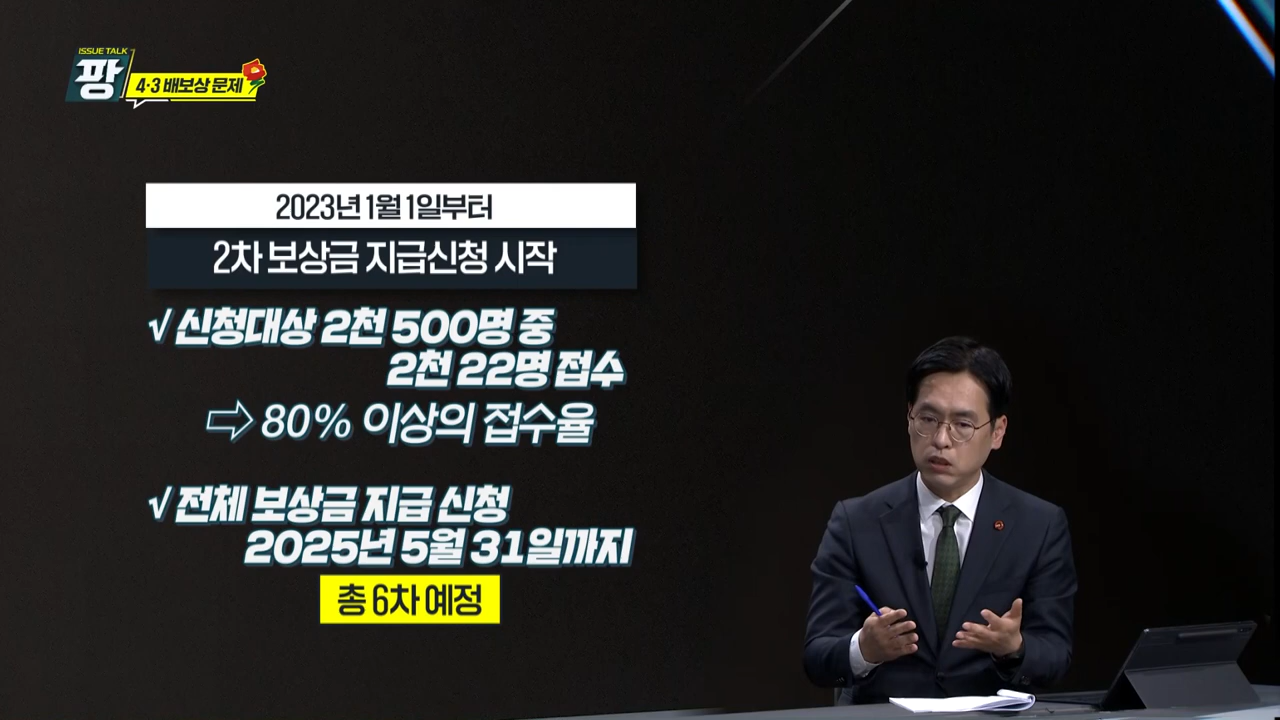 ISSUE TALK
팡
4·3 배보상 문제
2023년 1월 1일부터
2차 보상금 지급신청 시작
√ 신청대상 2천 500명 중
2천 22명 접수
⇨ 80% 이상의 접수율
√ 전체 보상금 지급 신청
2025년 5월 31일까지
총 6차 예정